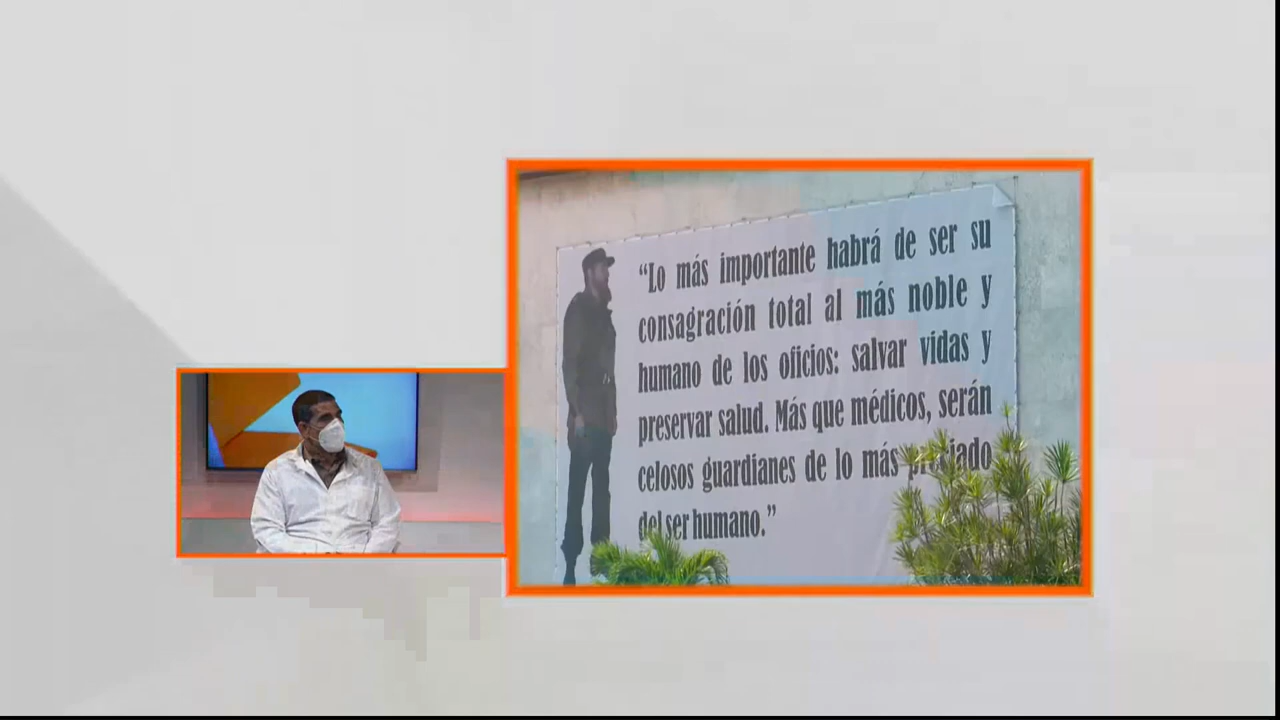 “Lo más importante habrá de ser su
consagración total al más noble y
humano de los oficios: salvar vidas y
preservar salud. Más que médicos, serán
celosos guardianes de lo más preciado
del ser humano.”